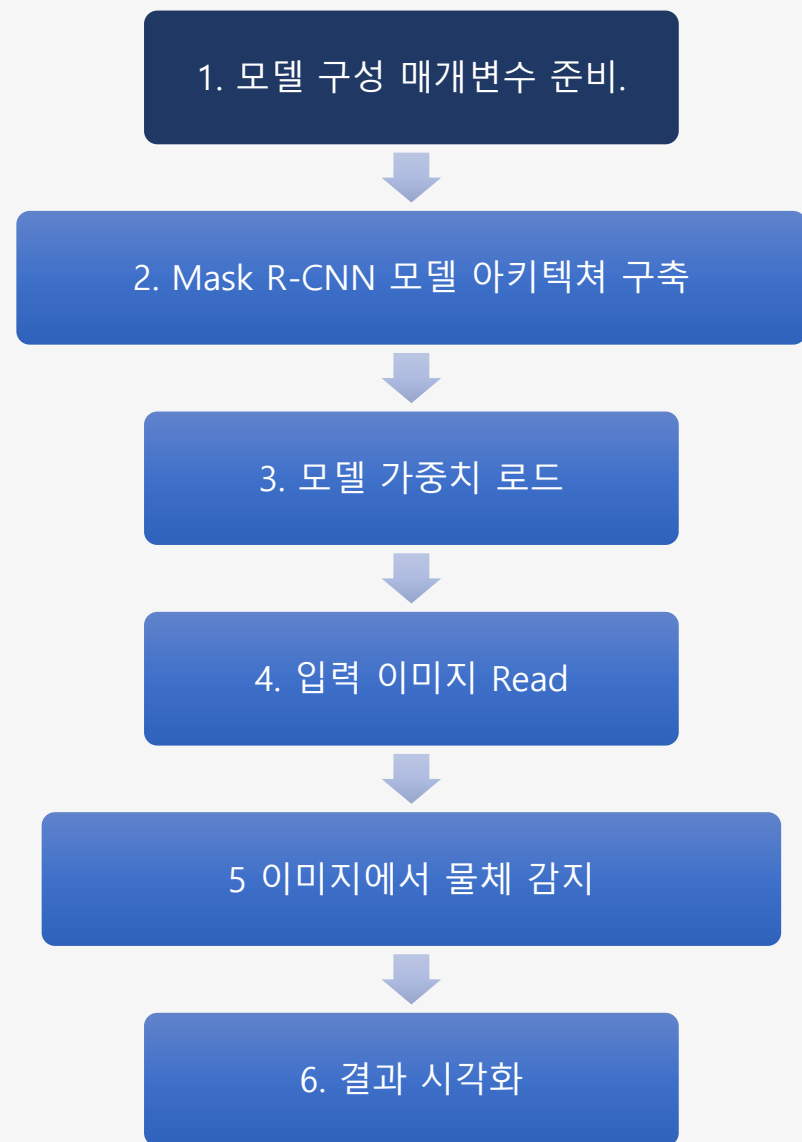 1. 모델 구성 매개변수 준비.
2. Mask R-CNN 모델 아키텍쳐 구축
3. 모델 가중치 로드
4. 입력 이미지 Read
5 이미지에서 물체 감지
6. 결과 시각화